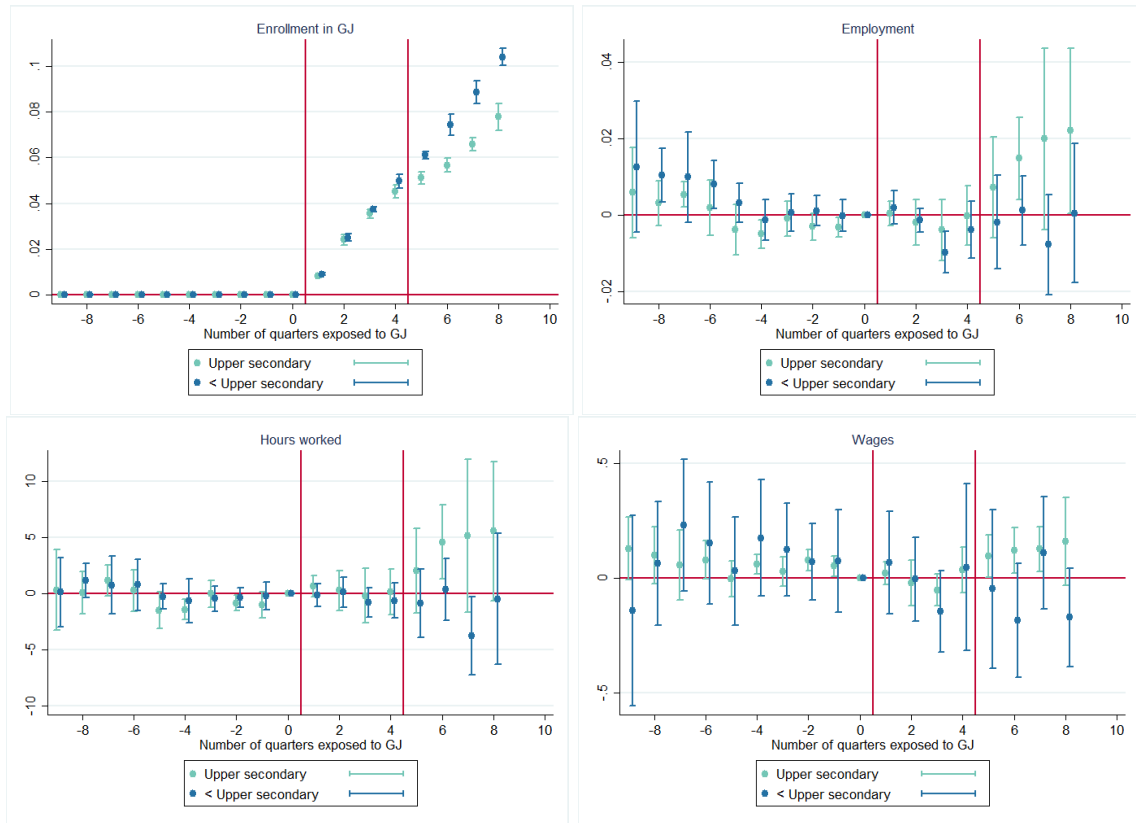 Enrollment in GJ
.1
.08
.06
.04
.02
0
-8 -6 -4 -2 0 2 4 6 8 10
Number of quarters exposed to GJ
Upper secondary
< Upper secondary
Employment
.04
.02
0
-.02
-8 -6 -4 -2 0 2 4 6 8 10
Number of quarters exposed to GJ
Upper secondary
< Upper secondary
Hours worked
10
5
0
-5
-10
-8 -6 -4 -2 0 2 4 6 8 10
Number of quarters exposed to GJ
Upper secondary
< Upper secondary
Wages
.5
0
-.5
-8 -6 -4 -2 0 2 4 6 8 10
Number of quarters exposed to GJ
Upper secondary
< Upper secondary